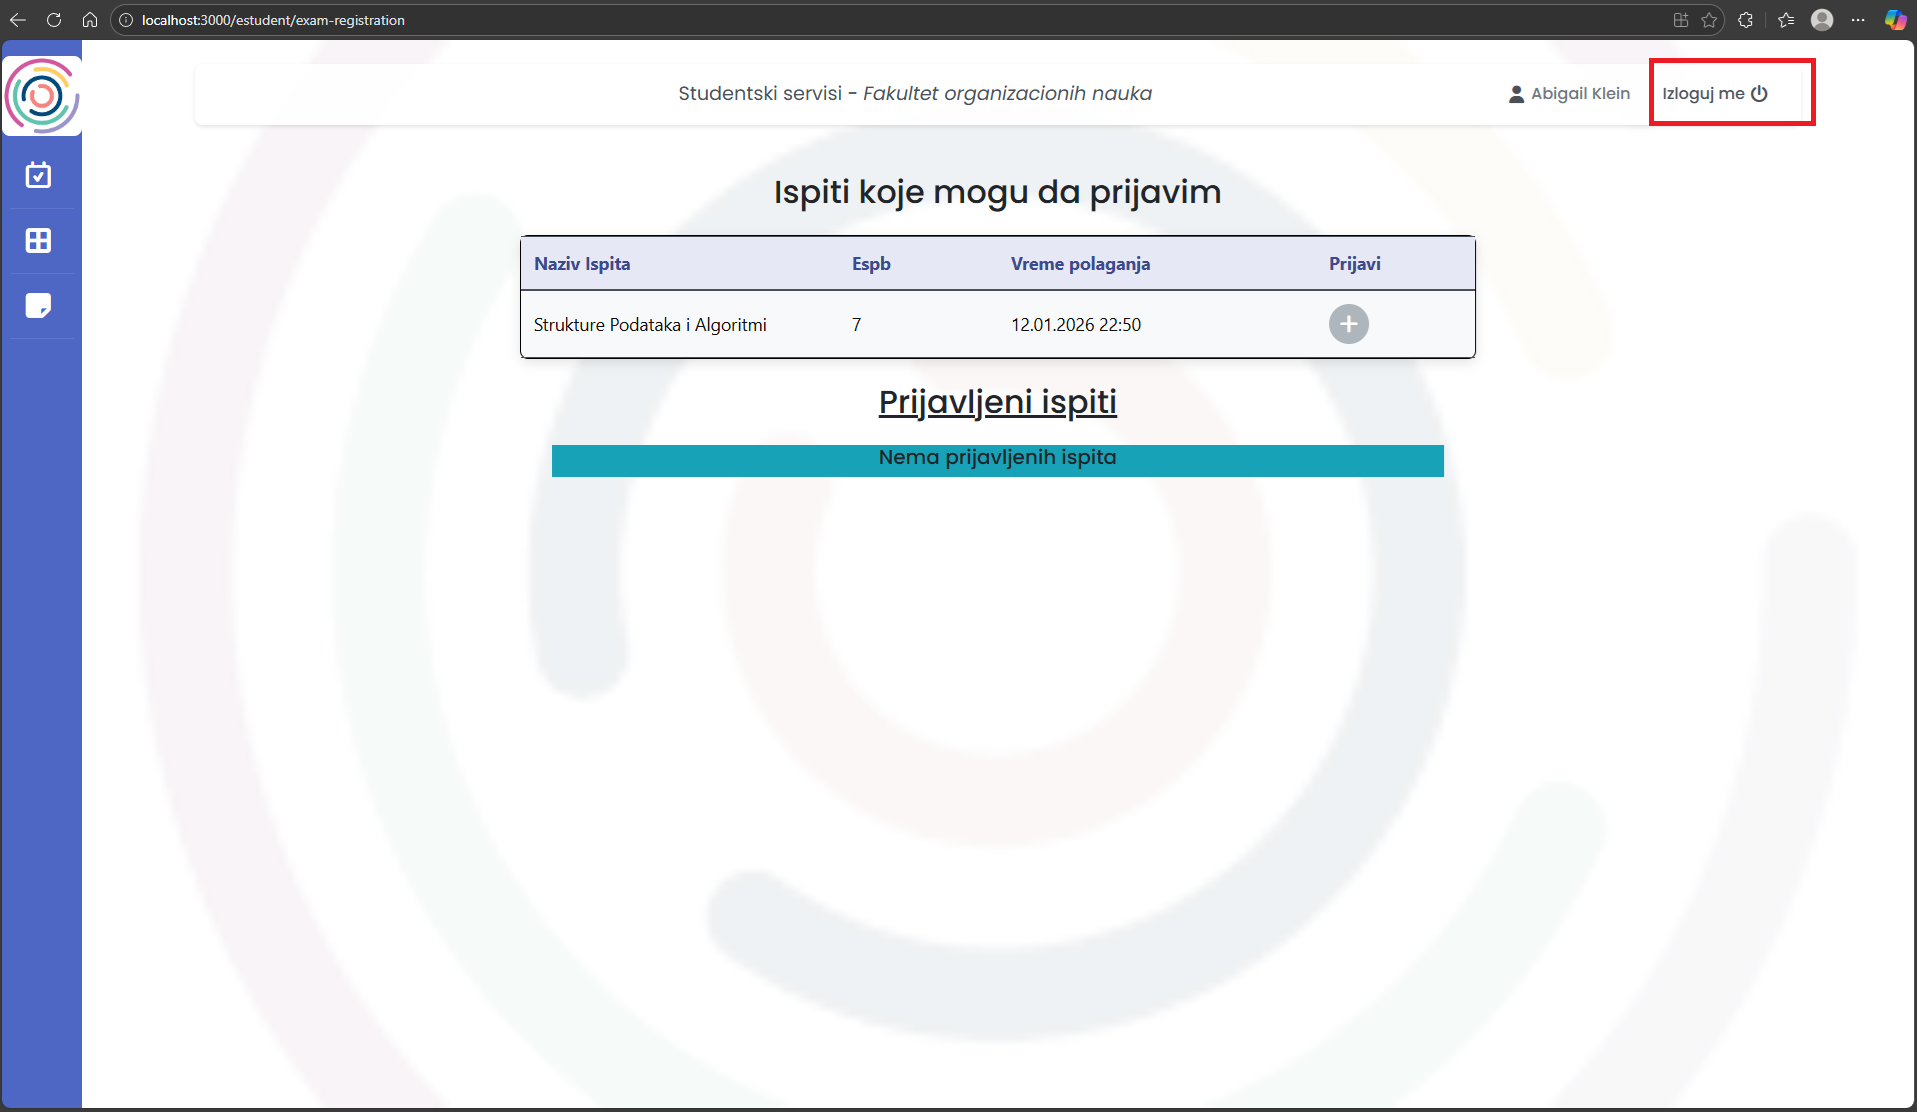 localhost:3000/estudent/exam-registration
Studentski servisi - Fakultet organizacionih nauka
Abigail Klein
Izloguj me
Ispiti koje mogu da prijavim
Naziv Ispita Espb Vreme polaganja Prijavi
Strukture Podataka i Algoritmi 7 12.01.2026 22:50
Prijavljeni ispiti
Nema prijavljenih ispita